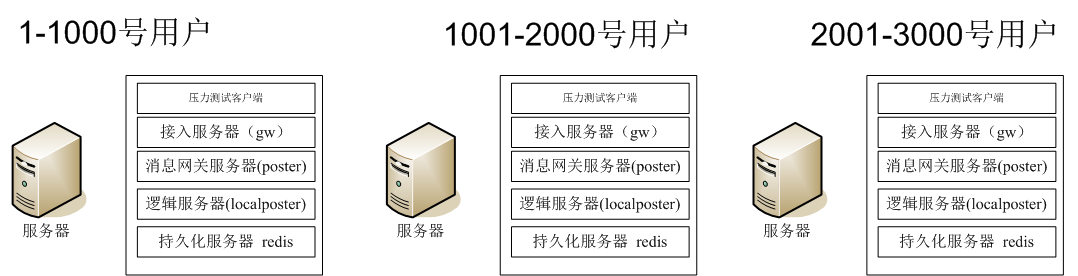 1-1000号用户
压力测试客户端
接入服务器（gw）
消息网关服务器(poster)
逻辑服务器(localposter)
持久化服务器 redis
服务器
1001-2000号用户
压力测试客户端
接入服务器（gw）
消息网关服务器(poster)
逻辑服务器(localposter)
持久化服务器 redis
服务器
2001-3000号用户
压力测试客户端
接入服务器（gw）
消息网关服务器(poster)
逻辑服务器(localposter)
持久化服务器 redis
服务器